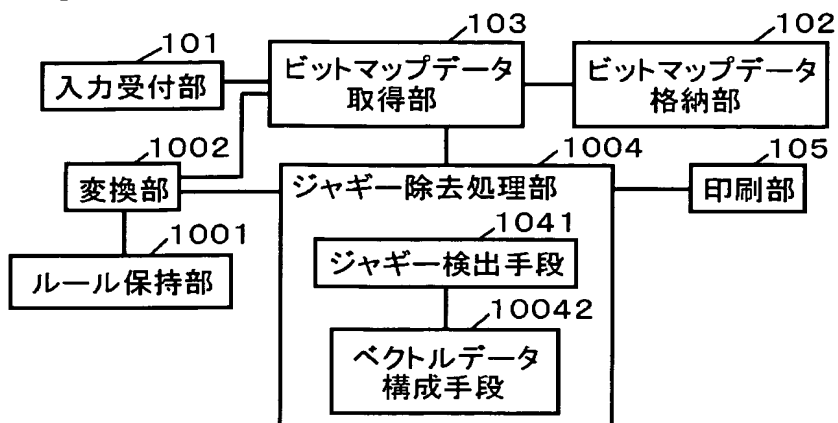 103
102
101
ビットマップデータ
取得部
ビットマップデータ
格納部
入力受付部
1002
1004
105
変換部
ジャギー除去処理部
印刷部
1001
1041
ルール保持部
ジャギー検出手段
10042
ベクトルデータ
構成手段